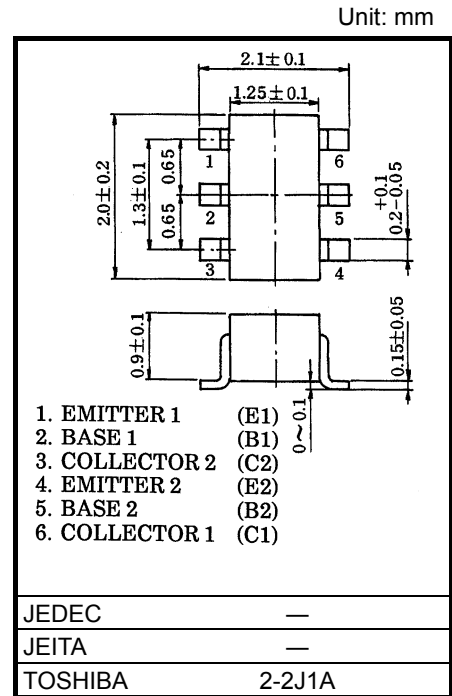 Unit: mm
2.1±0.1
1.25±0.1
2.0±0.2
1.3±0.1
0.65
0.65
1
2
3
6
5
4
+0.1
0.2-0.05
0.9±0.1
0.15±0.05
0~0.1
1. EMITTER 1 (E1)
2. BASE 1 (B1)
3. COLLECTOR 2 (C2)
4. EMITTER 2 (E2)
5. BASE 2 (B2)
6. COLLECTOR 1 (C1)
JEDEC —
JEITA —
TOSHIBA 2-2J1A